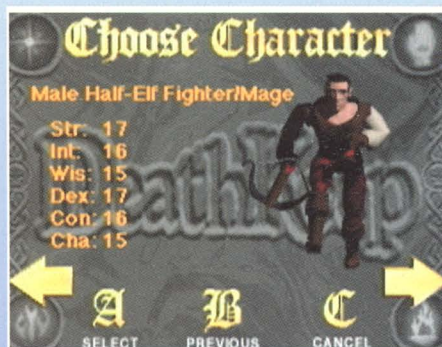 Choose Character
Male Half-Elf Fighter/Mage
Str: 17
Int: 16
Wis: 15
Dex: 17
Con: 16
Cha: 15
DeathKeep
A B C
SELECT PREVIOUS CANCEL